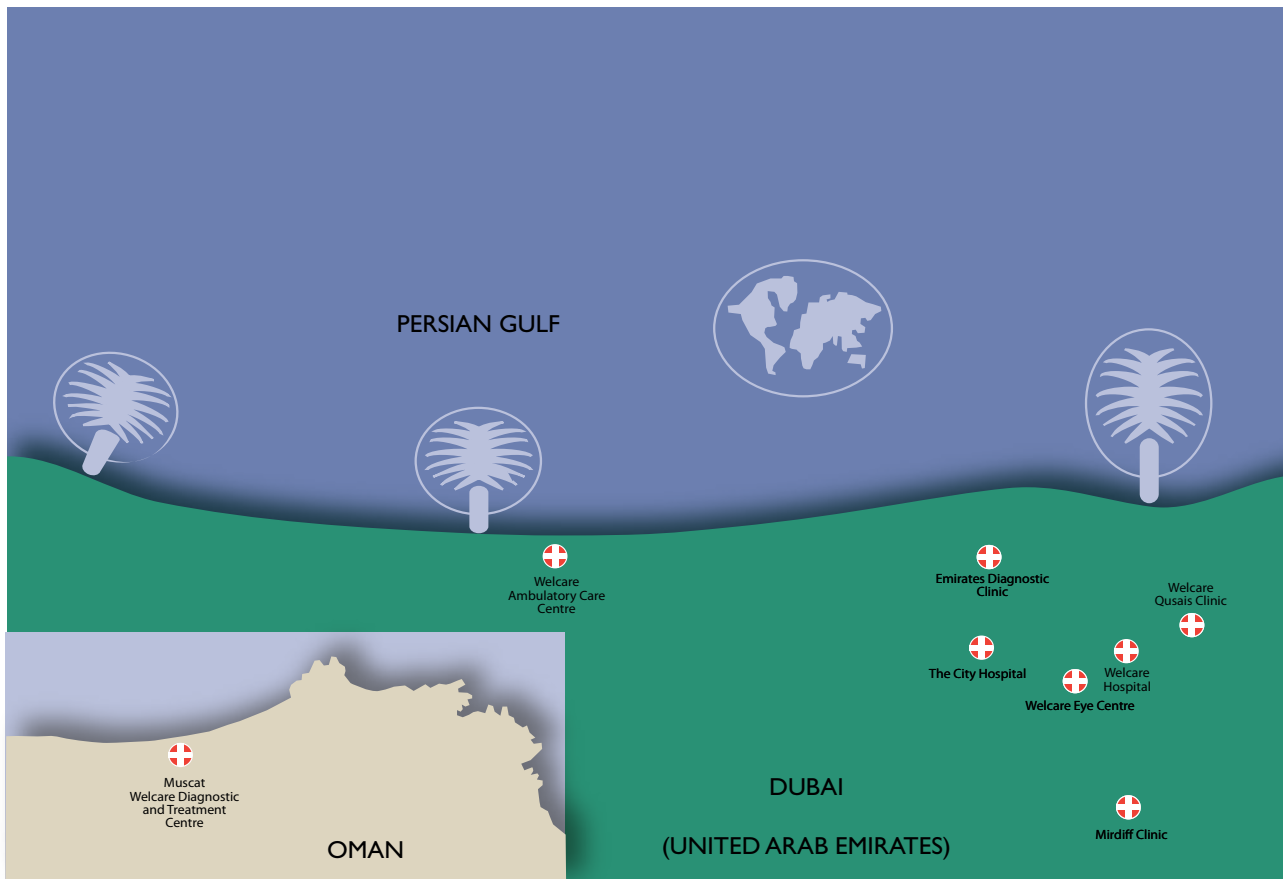 PERSIAN GULF
Welcare
Ambulatory Care
Centre
Emirates Diagnostic
Clinic
Welcare
Qusais Clinic
The City Hospital
Welcare
Hospital
Welcare Eye Centre
Muscat
Welcare Diagnostic
and Treatment
Centre
OMAN
DUBAI
(UNITED ARAB EMIRATES)
Mirdiff Clinic